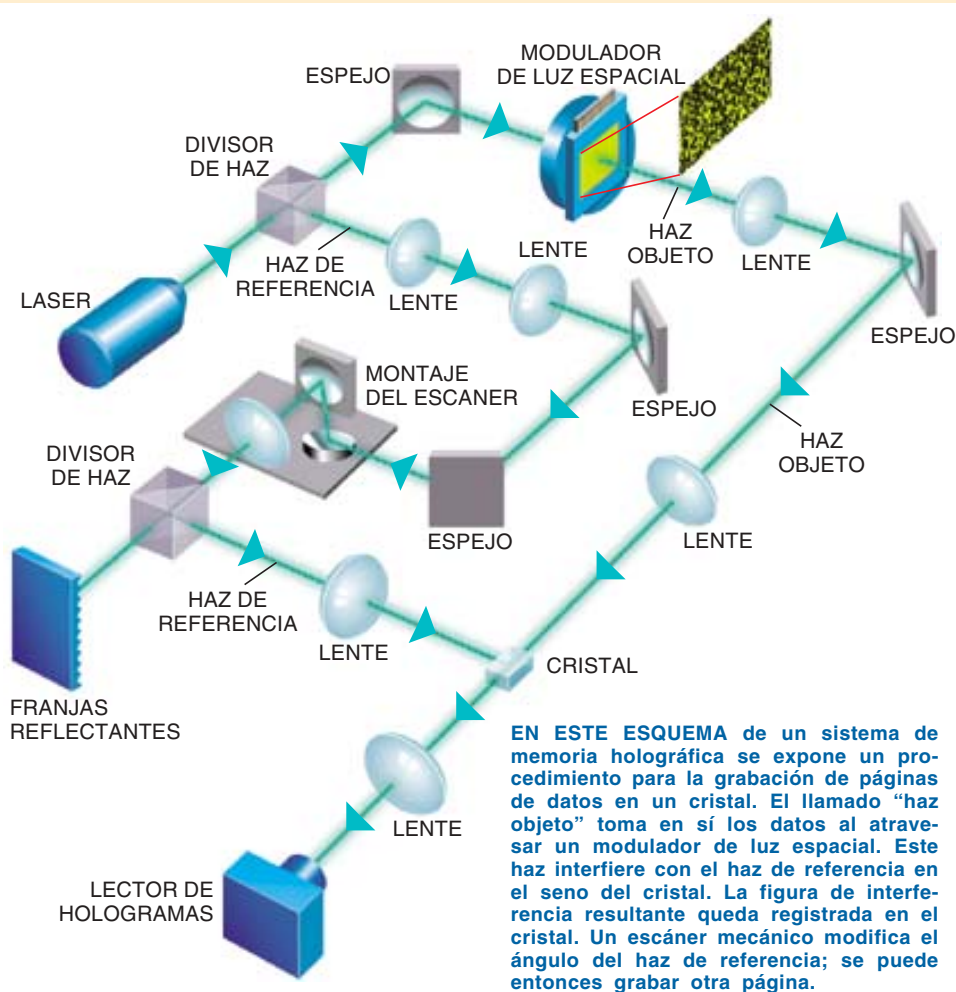 MODULADOR
DE LUZ ESPACIAL
ESPEJO
DIVISOR
DE HAZ
HAZ
OBJETO
LENTE
LENTE
HAZ DE
REFERENCIA
LENTE
LASER
ESPEJO
MONTAJE
DEL ESCANER
ESPEJO
HAZ
OBJETO
DIVISOR
DE HAZ
ESPEJO
LENTE
HAZ DE
REFERENCIA
LENTE
CRISTAL
FRANJAS
REFLECTANTES
LENTE
LECTOR DE
HOLOGRAMAS
EN ESTE ESQUEMA de un sistema de
memoria holográfica se expone un pro-
cedimiento para la grabación de páginas
de datos en un cristal. El llamado “haz
objeto” toma en sí los datos al atrave-
sar un modulador de luz espacial. Este
haz interfiere con el haz de referencia en
el seno del cristal. La figura de interfe-
rencia resultante queda registrada en el
cristal. Un escáner mecánico modifica el
ángulo del haz de referencia; se puede
entonces grabar otra página.